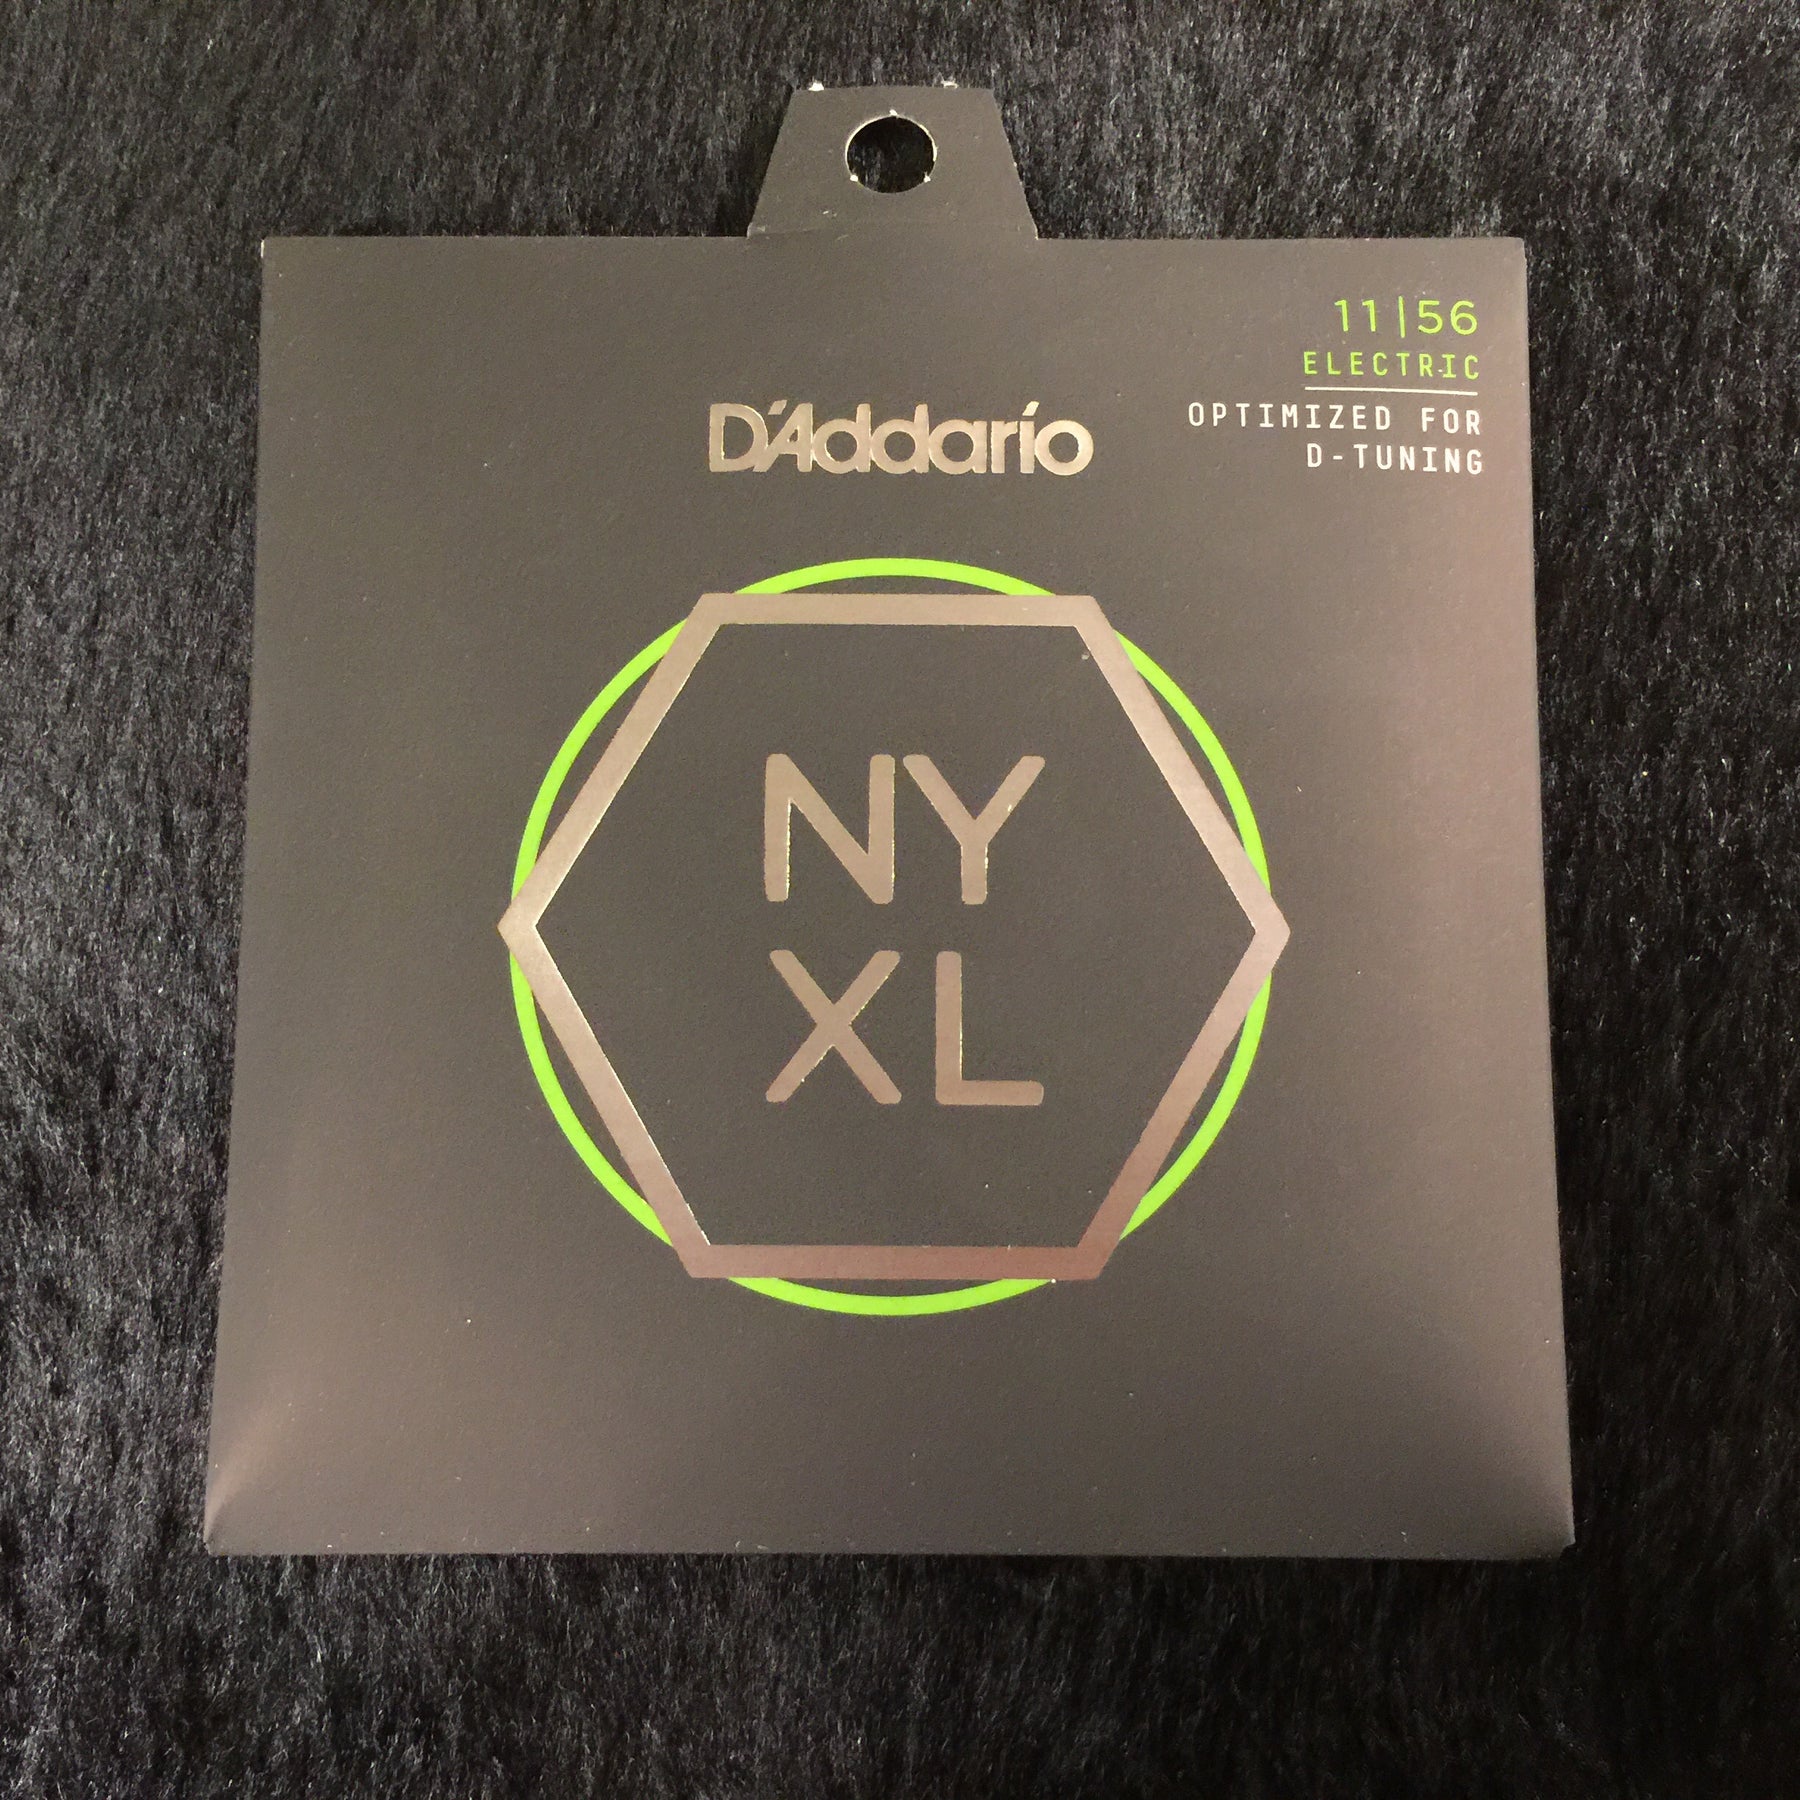 11|56
ELECTRIC
OPTIMIZED FOR
D-TUNING
D'Addario
NY
XL